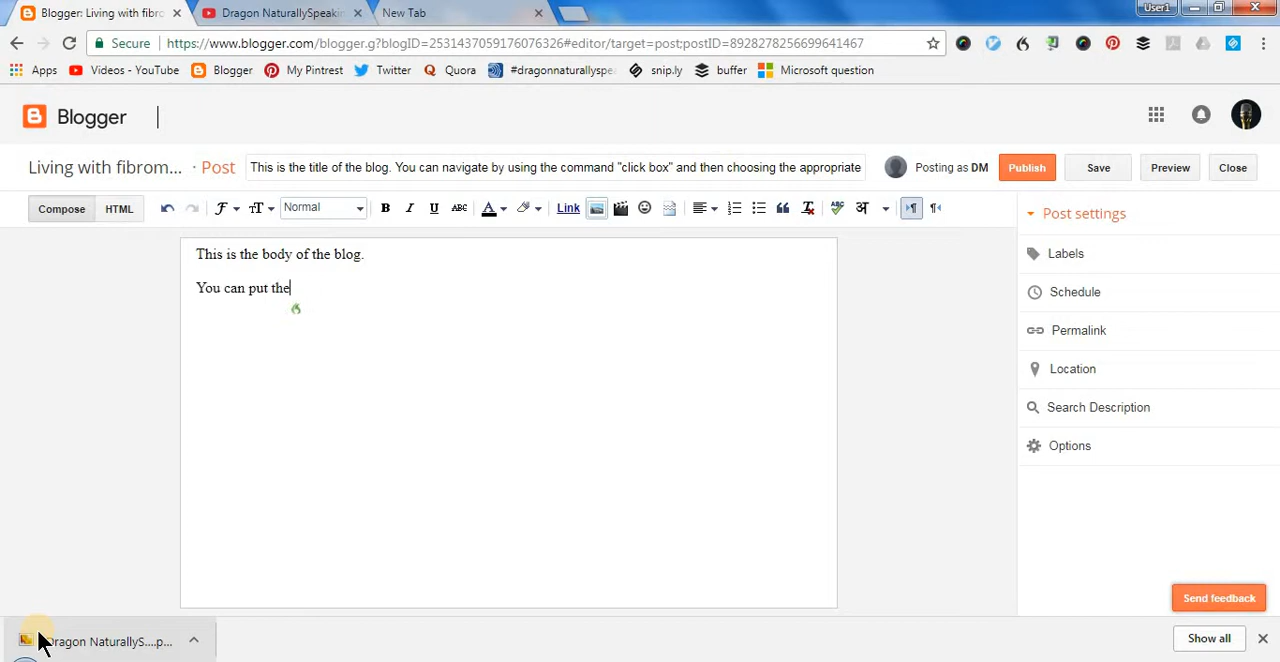 Blogger: Living with fibro
Dragon NaturallySpeakin
New Tab
User1
Secure
https://www.blogger.com/blogger.g?blogID=2531437059176076326#editor/target=post;postID=8928278256699641467
Apps
Videos - YouTube
Blogger
My Pintrest
Twitter
Quora
#dragonnaturallyspe
snip.ly
buffer
Microsoft question
Blogger
Living with fibrom... · Post
This is the title of the blog. You can navigate by using the command "click box" and then choosing the appropriate
Posting as DM
Publish
Save
Preview
Close
Compose
HTML
Normal
B I U ABC A
Link
Post settings
This is the body of the blog.
Labels
You can put the
Schedule
Permalink
Location
Search Description
Options
Send feedback
Dragon NaturallyS....p...
Show all